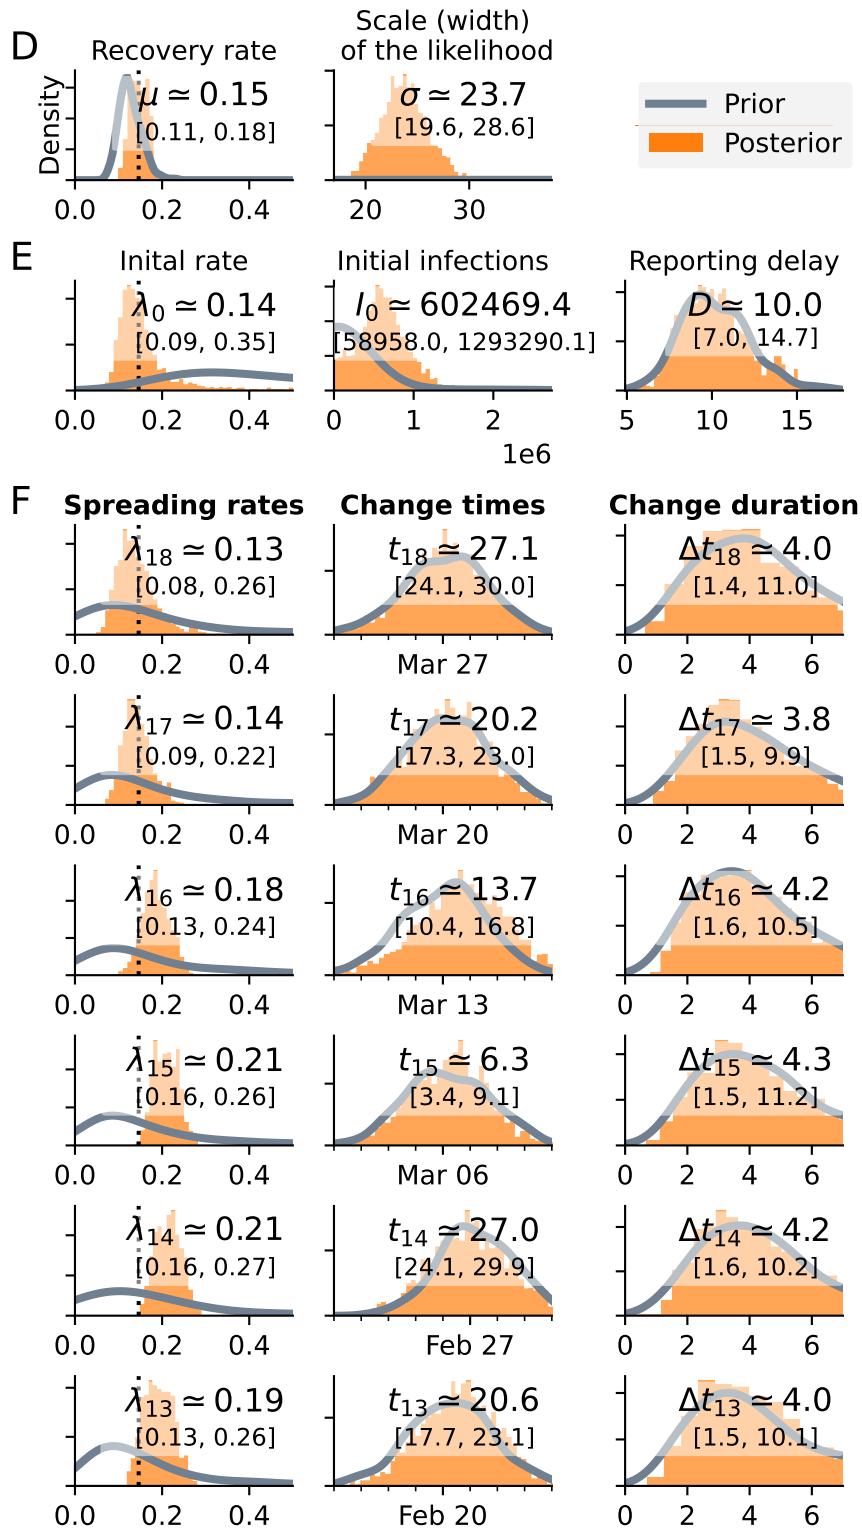 D
Recovery rate
Scale (width)
of the likelihood
Density
μ ≃ 0.15
[0.11, 0.18]
0.0 0.2 0.4
σ ≃ 23.7
[19.6, 28.6]
20 30
Prior
Posterior
E
Inital rate
λ0 ≃ 0.14
[0.09, 0.35]
0.0 0.2 0.4
Initial infections
I0 ≃ 602469.4
[58958.0, 1293290.1]
0 1 2
1e6
Reporting delay
D ≃ 10.0
[7.0, 14.7]
5 10 15
F
Spreading rates
Change times
Change duration
λ18 ≃ 0.13
[0.08, 0.26]
0.0 0.2 0.4
t18 ≃ 27.1
[24.1, 30.0]
Mar 27
Δt18 ≃ 4.0
[1.4, 11.0]
0 2 4 6
λ17 ≃ 0.14
[0.09, 0.22]
0.0 0.2 0.4
t17 ≃ 20.2
[17.3, 23.0]
Mar 20
Δt17 ≃ 3.8
[1.5, 9.9]
0 2 4 6
λ16 ≃ 0.18
[0.13, 0.24]
0.0 0.2 0.4
t16 ≃ 13.7
[10.4, 16.8]
Mar 13
Δt16 ≃ 4.2
[1.6, 10.5]
0 2 4 6
λ15 ≃ 0.21
[0.16, 0.26]
0.0 0.2 0.4
t15 ≃ 6.3
[3.4, 9.1]
Mar 06
Δt15 ≃ 4.3
[1.5, 11.2]
0 2 4 6
λ14 ≃ 0.21
[0.16, 0.27]
0.0 0.2 0.4
t14 ≃ 27.0
[24.1, 29.9]
Feb 27
Δt14 ≃ 4.2
[1.6, 10.2]
0 2 4 6
λ13 ≃ 0.19
[0.13, 0.26]
0.0 0.2 0.4
t13 ≃ 20.6
[17.7, 23.1]
Feb 20
Δt13 ≃ 4.0
[1.5, 10.1]
0 2 4 6